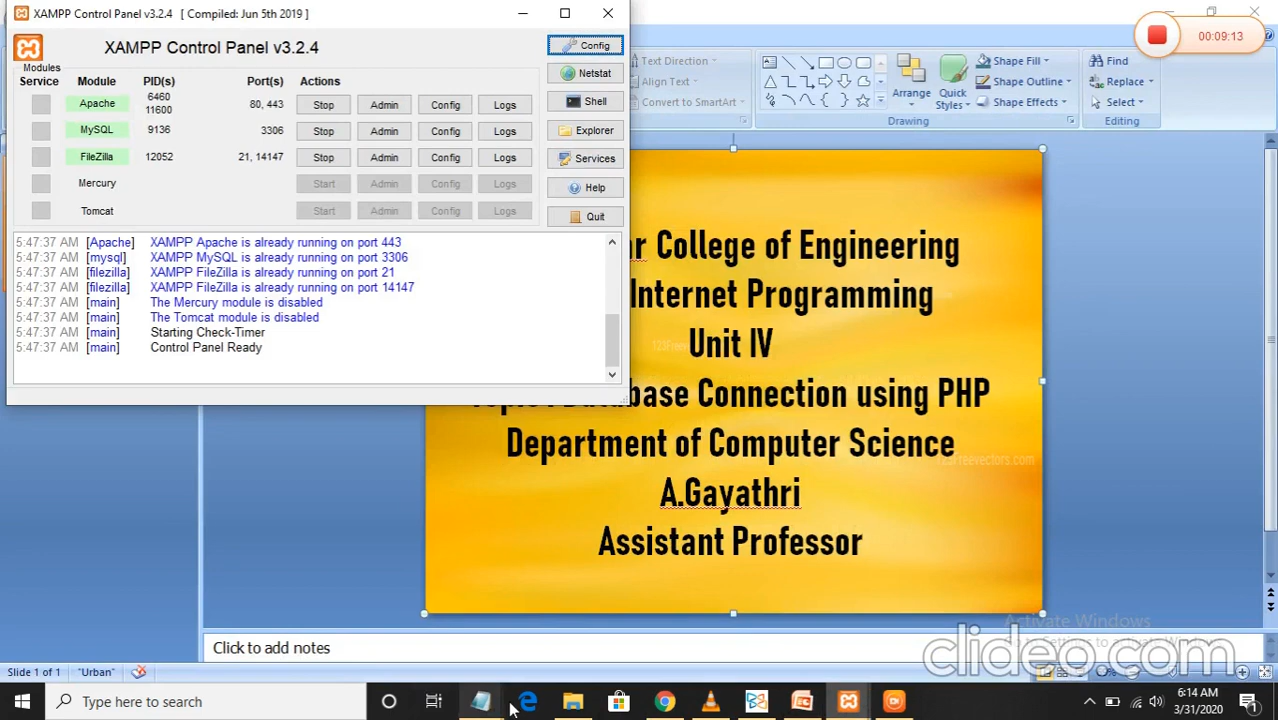 XAMPP Control Panel v3.2.4 [ Compiled: Jun 5th 2019 ]
00:09:13
XAMPP Control Panel v3.2.4
Config
Modules
Service Module PID(s) Port(s) Actions
Netstat
Apache 6460 11600 80, 443 Stop Admin Config Logs
Shell
MySQL 9136 3306 Stop Admin Config Logs
Explorer
FileZilla 12052 21, 14147 Stop Admin Config Logs
Services
Mercury Start Admin Config Logs
Help
Tomcat Start Admin Config Logs
Quit
5:47:37 AM [Apache] XAMPP Apache is already running on port 443
5:47:37 AM [mysql] XAMPP MySQL is already running on port 3306
5:47:37 AM [filezilla] XAMPP FileZilla is already running on port 21
5:47:37 AM [filezilla] XAMPP FileZilla is already running on port 14147
5:47:37 AM [main] The Mercury module is disabled
5:47:37 AM [main] The Tomcat module is disabled
5:47:37 AM [main] Starting Check-Timer
5:47:37 AM [main] Control Panel Ready
Text Direction
Align Text
Convert to SmartArt
Arrange
Quick Styles
Shape Fill
Shape Outline
Shape Effects
Drawing
Find
Replace
Select
Editing
College of Engineering
Internet Programming
Unit IV
Connection using PHP
Department of Computer Science
A.Gayathri
Assistant Professor
123Freevectors.com
Activate Windows
clideo.com
Click to add notes
Slide 1 of 1 "Urban"
Type here to search
6:14 AM
3/31/2020